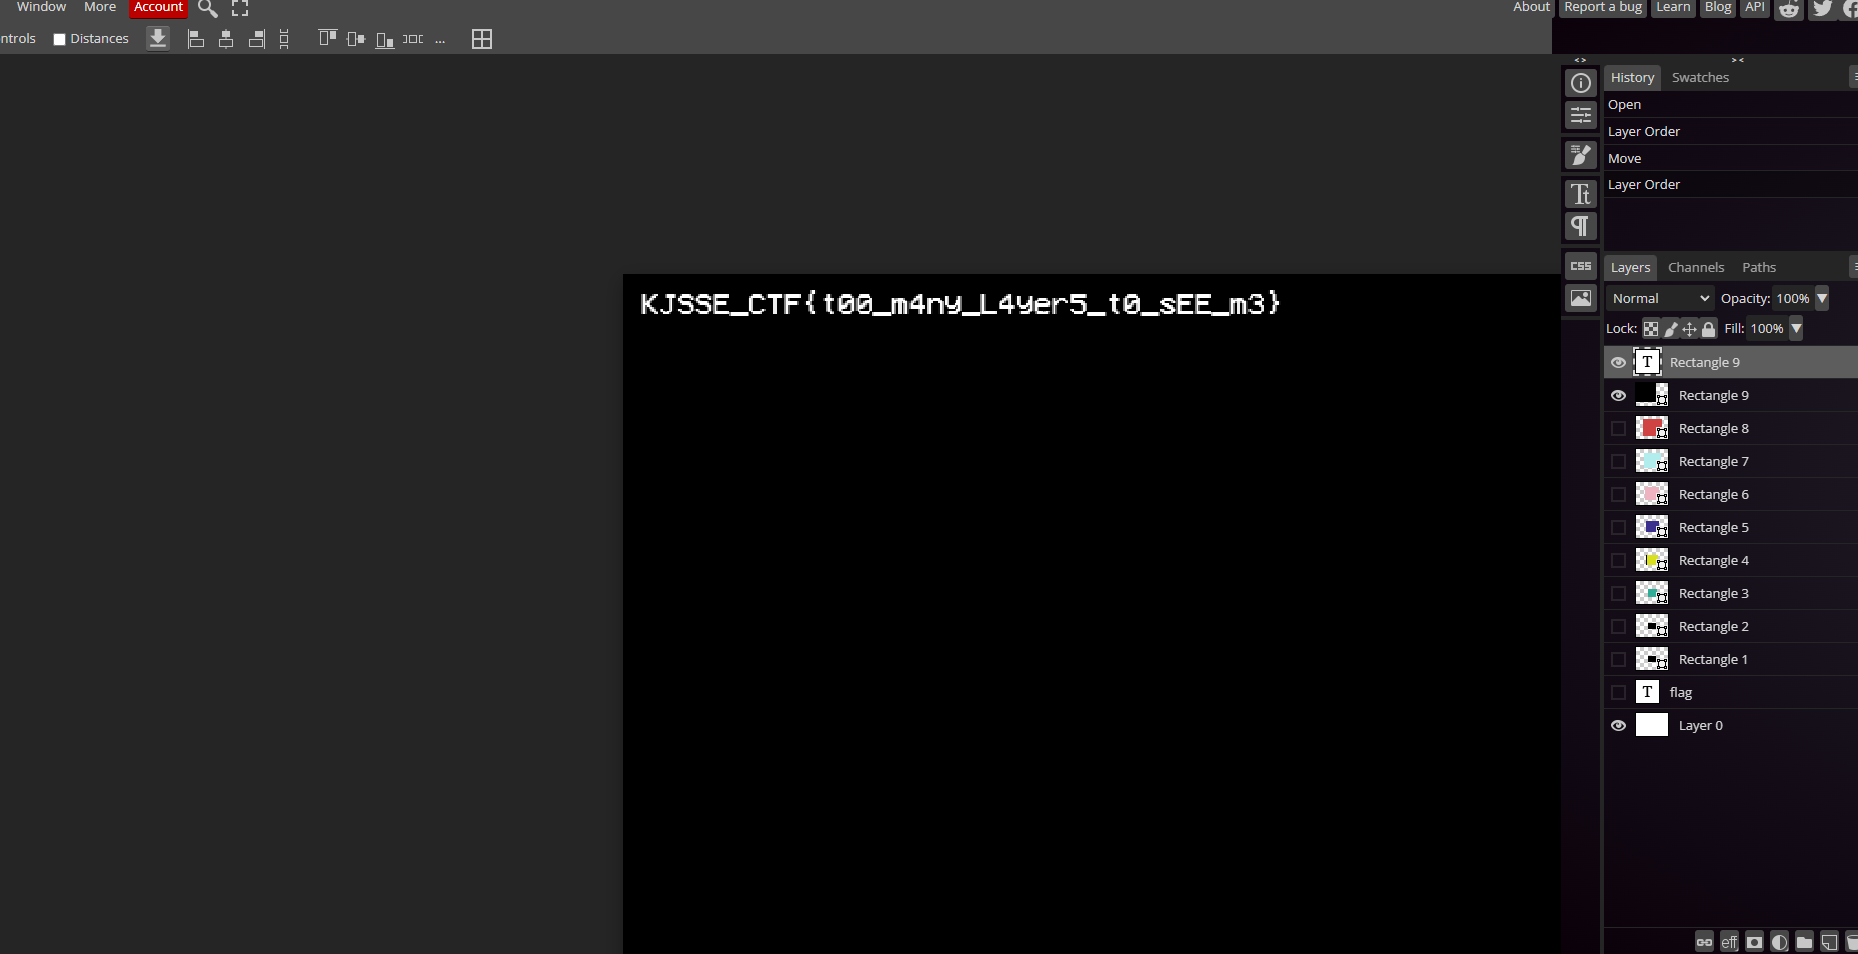 Window More Account About Report a bug Learn Blog API
ntrols Distances ...
History Swatches
Open
Layer Order
Move
Layer Order
CSS
Layers Channels Paths
Normal Opacity: 100%
Lock: Fill: 100%
KJSSE_CTF{t00_m4ny_L4yer5_t0_sEE_m3}
T Rectangle 9
Rectangle 9
Rectangle 8
Rectangle 7
Rectangle 6
Rectangle 5
Rectangle 4
Rectangle 3
Rectangle 2
Rectangle 1
T flag
Layer 0
eff